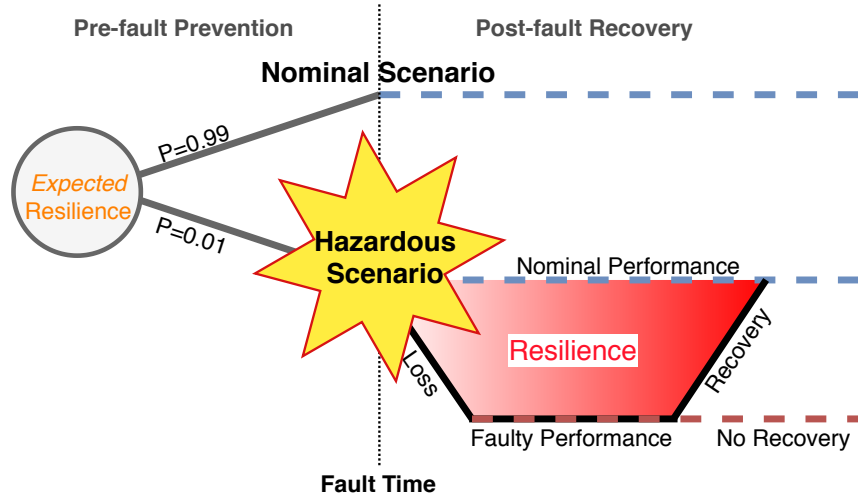 Pre-fault Prevention
Post-fault Recovery
Nominal Scenario
P=0.99
Expected
Resilience
P=0.01
Hazardous
Scenario
Nominal Performance
Resilience
Loss
Recovery
Faulty Performance
No Recovery
Fault Time